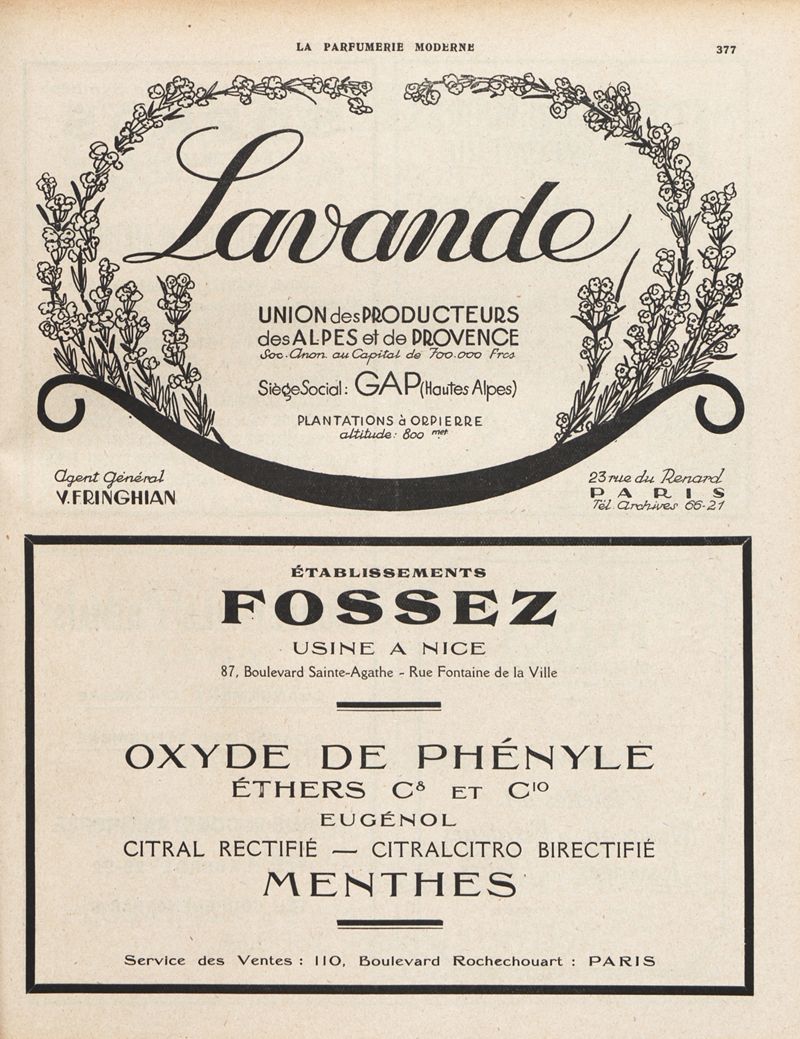 LA PARFUMERIE MODERNE
377
Lavande
UNION des PRODUCTEURS
des ALPES et de PROVENCE
Soc. Anon. au Capital de 700.000 Frcs
Siège Social : GAP (Hautes Alpes)
PLANTATIONS à ORPIERRE
altitude : 800 met
Agent Général
V. FRINGHIAN
23 rue du Renard
PARIS
Tél. Archives 66-21
ÉTABLISSEMENTS
FOSSEZ
USINE A NICE
87, Boulevard Sainte-Agathe - Rue Fontaine de la Ville
OXYDE DE PHÉNYLE
ÉTHERS C⁸ ET C¹⁰
EUGÉNOL
CITRAL RECTIFIÉ — CITRALCITRO BIRECTIFIÉ
MENTHES
Service des Ventes : 110, Boulevard Rochechouart : PARIS